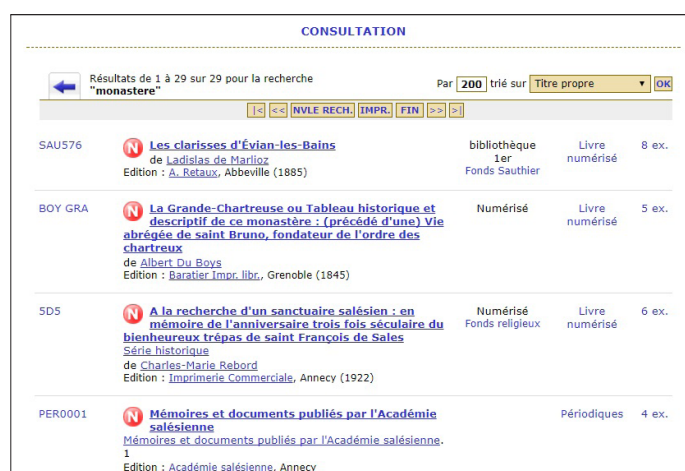 CONSULTATION
Résultats de 1 à 29 sur 29 pour la recherche
"monastere"
Par 200 trié sur Titre propre ▼ OK
|< << NVLE RECH. IMPR. FIN >> >|
SAU576 N Les clarisses d'Évian-les-Bains bibliothèque Livre 8 ex.
de Ladislas de Marlioz 1er numérisé
Edition : A. Retaux, Abbeville (1885) Fonds Sauthier
BOY GRA N La Grande-Chartreuse ou Tableau historique et Numérisé Livre 5 ex.
descriptif de ce monastère : (précédé d'une) Vie numérisé
abrégée de saint Bruno, fondateur de l'ordre des
chartreux
de Albert Du Boys
Edition : Baratier Impr. libr., Grenoble (1845)
5D5 N A la recherche d'un sanctuaire salésien : en Numérisé Livre 6 ex.
mémoire de l'anniversaire trois fois séculaire du Fonds religieux numérisé
bienheureux trépas de saint François de Sales
Série historique
de Charles-Marie Rebord
Edition : Imprimerie Commerciale, Annecy (1922)
PER0001 N Mémoires et documents publiés par l'Académie Périodiques 4 ex.
salésienne
Mémoires et documents publiés par l'Académie salésienne.
1
Edition : Académie salésienne, Annecy